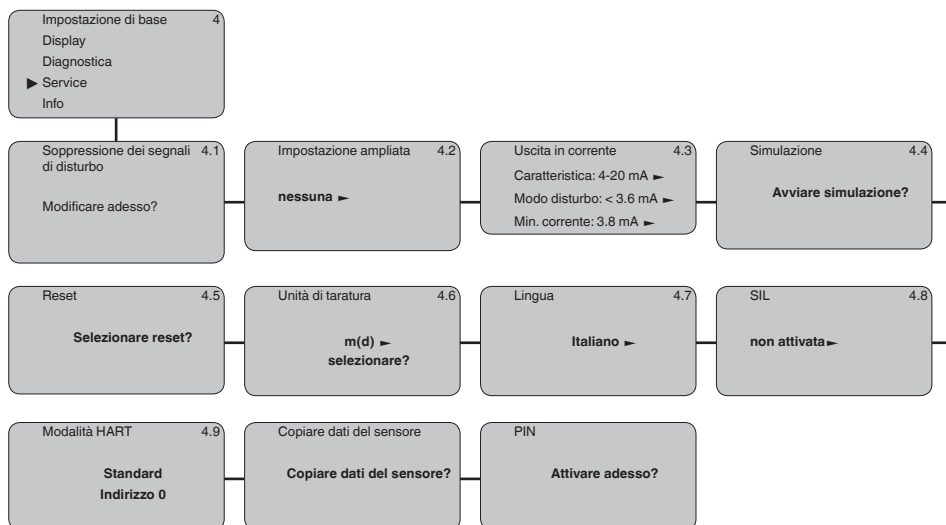 Impostazione di base 4
Display
Diagnostica
▶ Service
Info
Soppressione dei segnali 4.1
di disturbo
Modificare adesso?
Impostazione ampliata 4.2
nessuna ►
Uscita in corrente 4.3
Caratteristica: 4-20 mA ►
Modo disturbo: < 3.6 mA ►
Min. corrente: 3.8 mA ►
Simulazione 4.4
Avviare simulazione?
Reset 4.5
Selezionare reset?
Unità di taratura 4.6
m(d) ►
selezionare?
Lingua 4.7
Italiano ►
SIL 4.8
non attivata ►
Modalità HART 4.9
Standard
Indirizzo 0
Copiare dati del sensore
Copiare dati del sensore?
PIN
Attivare adesso?